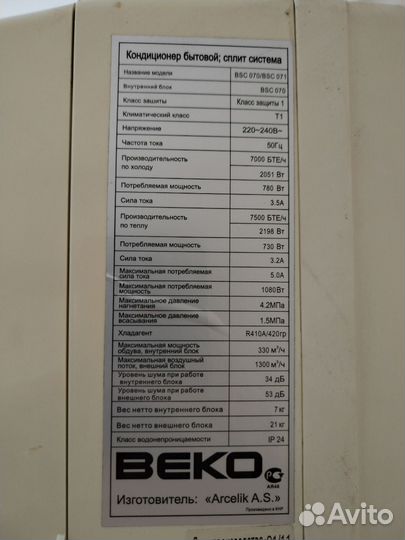 Кондиционер бытовой; сплит система
Название модели BSC 070/BSC 071
Внутренний блок BSC 070
Класс защиты Класс защиты 1
Климатический класс T1
Напряжение 220~240В~
Частота тока 50Гц
Производительность по холоду 7000 БТЕ/ч
2051 Вт
Потребляемая мощность 780 Вт
Сила тока 3.5А
Производительность по теплу 7500 БТЕ/ч
2198 Вт
Потребляемая мощность 730 Вт
Сила тока 3.2А
Максимальная потребляемая сила тока 5.0А
Максимальная потребляемая мощность 1080Вт
Максимальное давление нагнетания 4.2МПа
Максимальное давление всасывания 1.5МПа
Хладагент R410A/420гр
Максимальная мощность обдува, внутренний блок 330 м³/ч
Максимальный воздушный поток, внешний блок 1300 м³/ч
Уровень шума при работе внутреннего блока 34 дБ
Уровень шума при работе внешнего блока 53 дБ
Вес нетто внутреннего блока 7 кг
Вес нетто внешнего блока 21 кг
Класс водонепроницаемости IP 24
BEKO
АЯ46
Изготовитель: «Arcelik A.S.»
Произведено в КНР
Avito